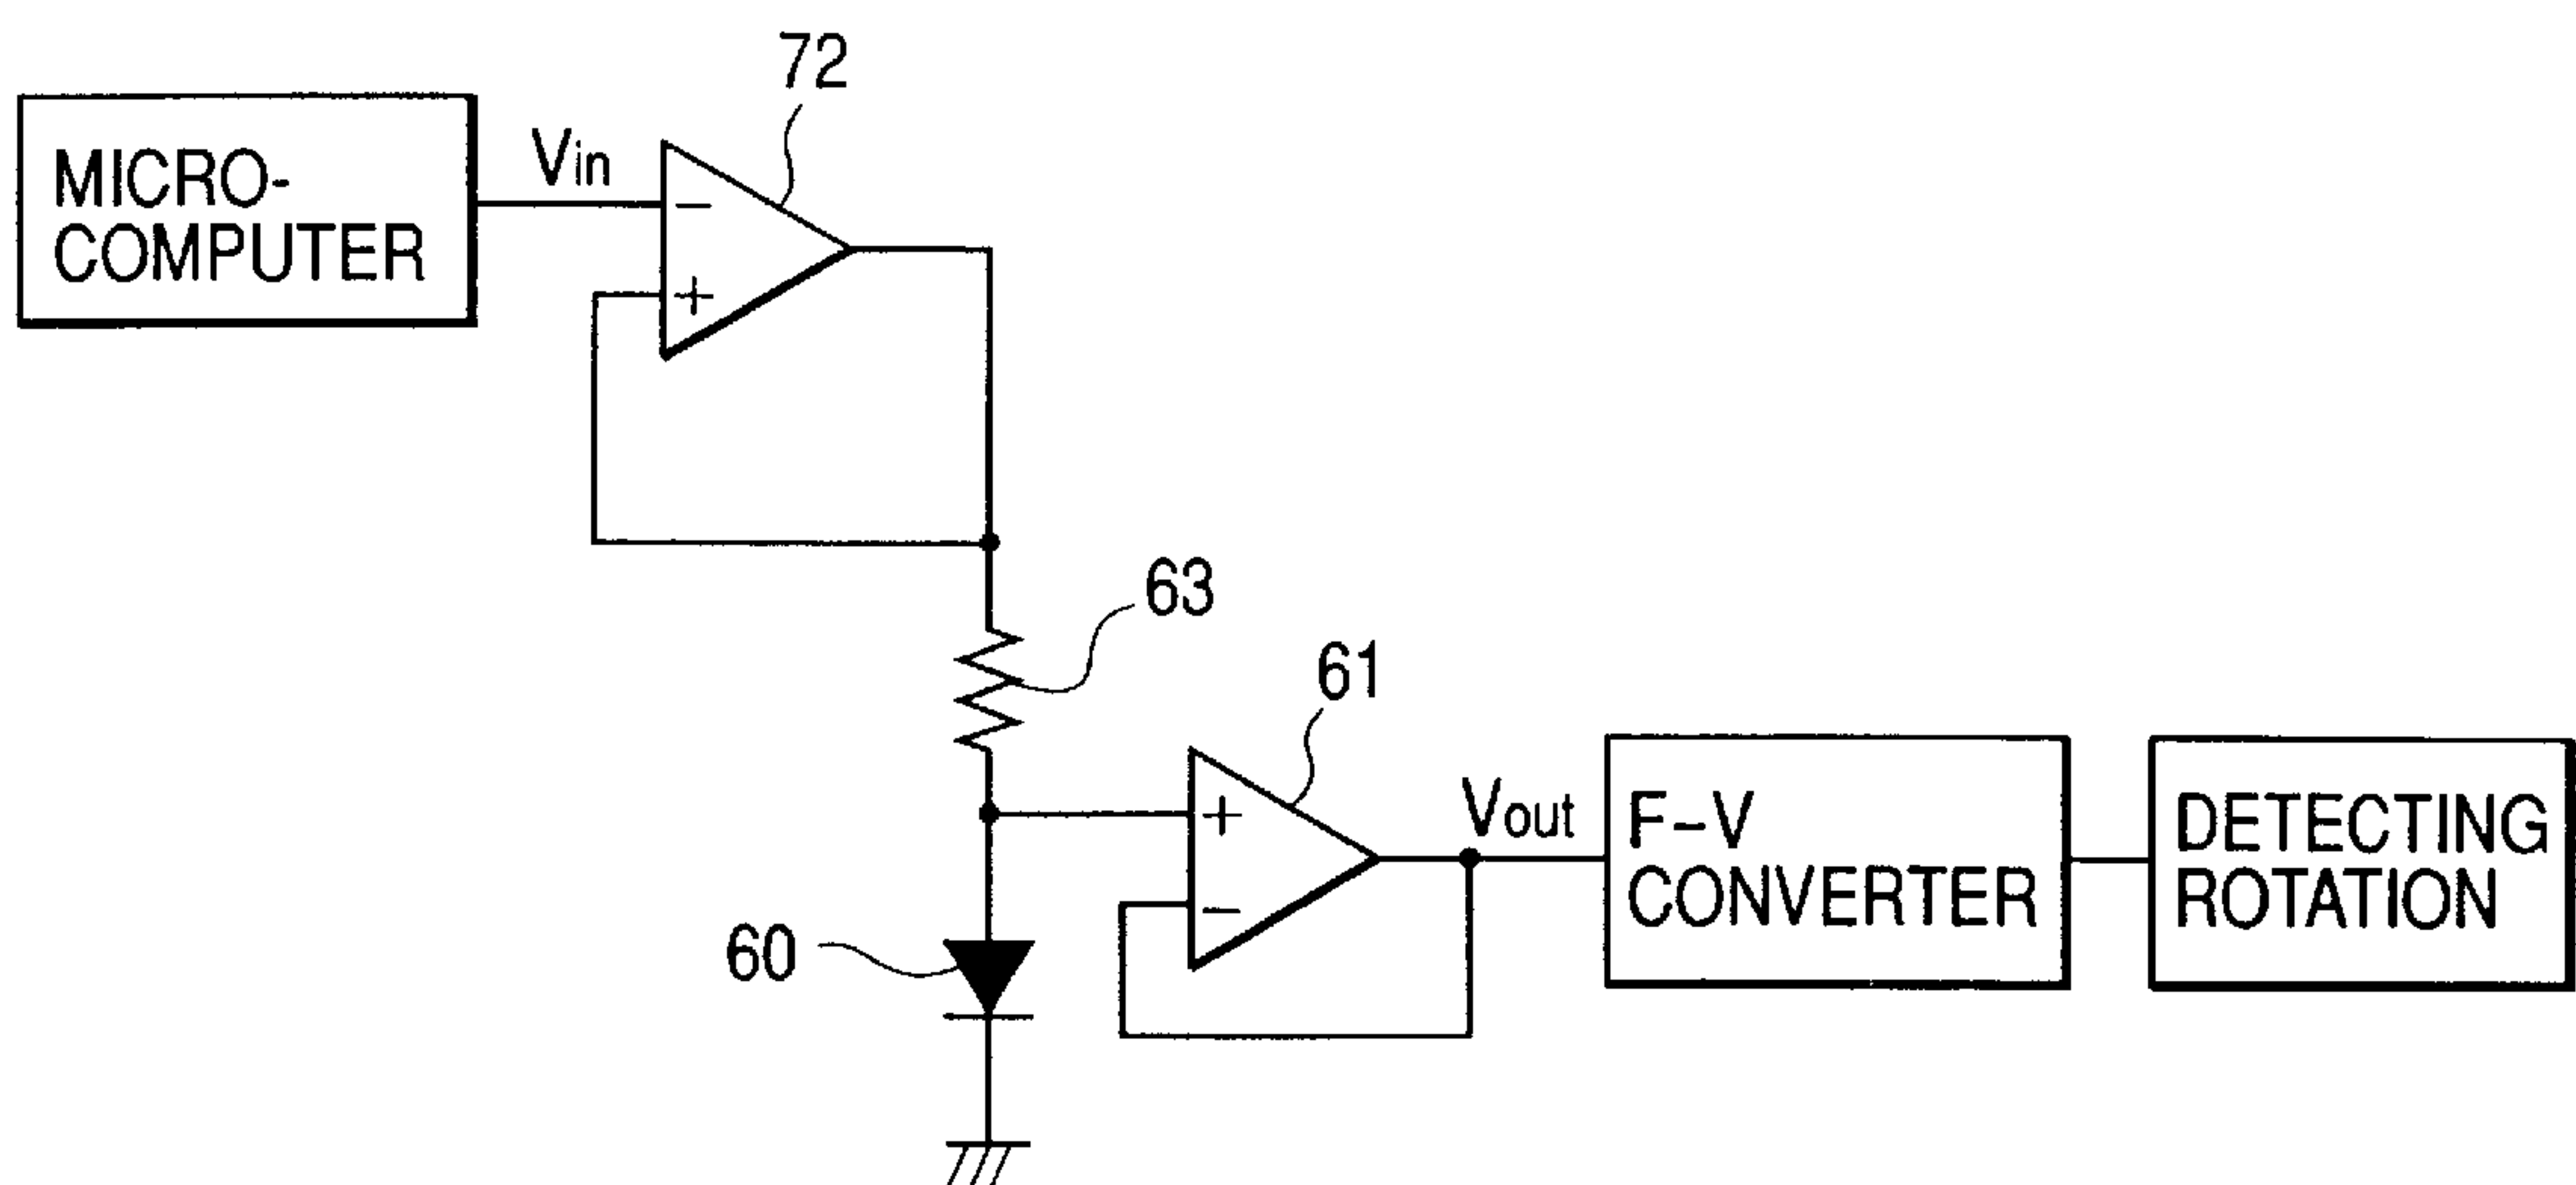 72
MICRO-
COMPUTER
Vin
−
+
63
61
+
−
Vout
F−V
CONVERTER
DETECTING
ROTATION
60